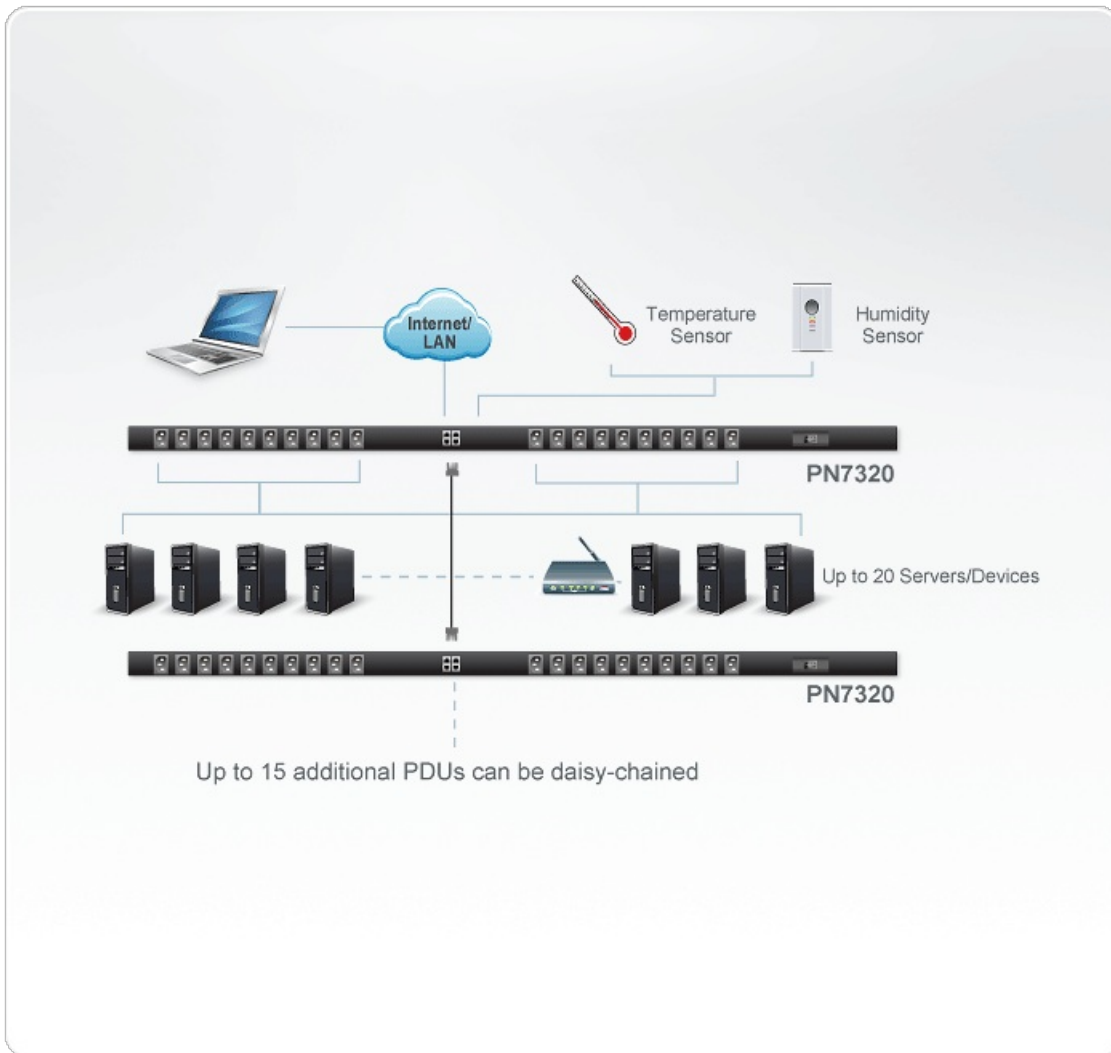 Internet/
LAN
Temperature
Sensor
Humidity
Sensor
PN7320
Up to 20 Servers/Devices
PN7320
Up to 15 additional PDUs can be daisy-chained